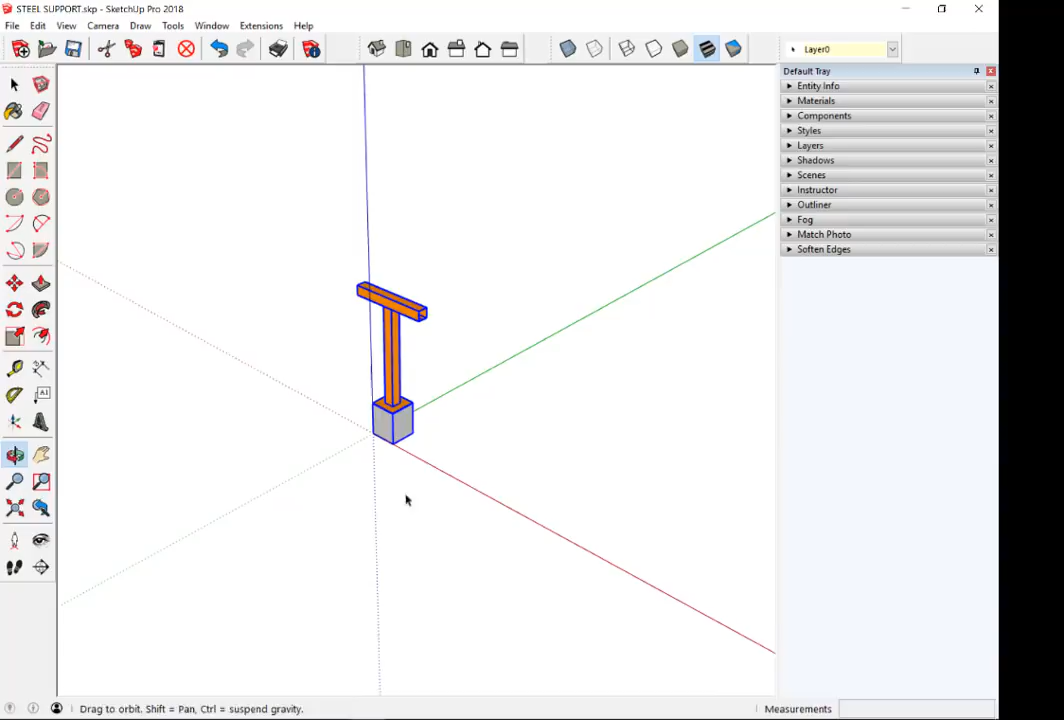 STEEL SUPPORT.skp - SketchUp Pro 2018
File Edit View Camera Draw Tools Window Extensions Help
Layer0
Default Tray
Entity Info
Materials
Components
Styles
Layers
Shadows
Scenes
Instructor
Outliner
Fog
Match Photo
Soften Edges
A1
Drag to orbit. Shift = Pan, Ctrl = suspend gravity.
Measurements